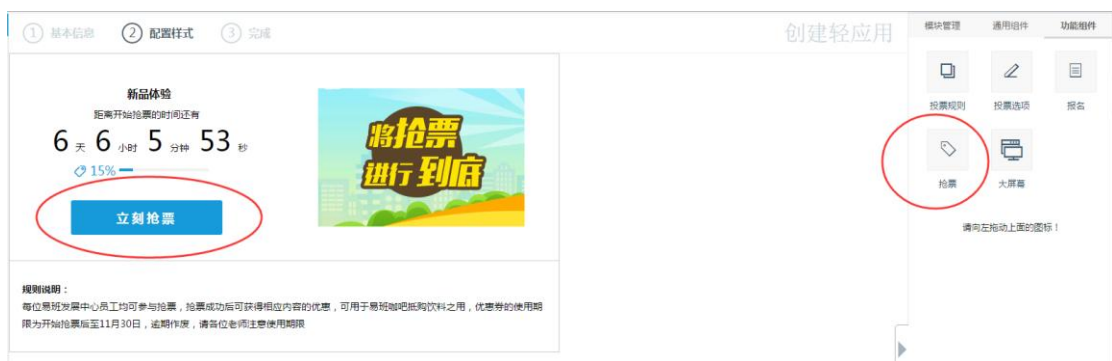 1 基本信息 2 配置样式 3 完成
创建轻应用
模块管理 通用组件 功能组件
新品体验
距离开始抢票的时间还有
6 天 6 小时 5 分钟 53 秒
15%
立刻抢票
将抢票
进行到底
投票规则 投票选项 报名
抢票 大屏幕
请向左拖动上面的图标！
规则说明：
每位易班发展中心员工均可参与抢票，抢票成功后可获得相应内容的优惠，可用于易班咖吧抵购饮料之用，优惠券的使用期
限为开始抢票后至11月30日，逾期作废，请各位老师注意使用期限